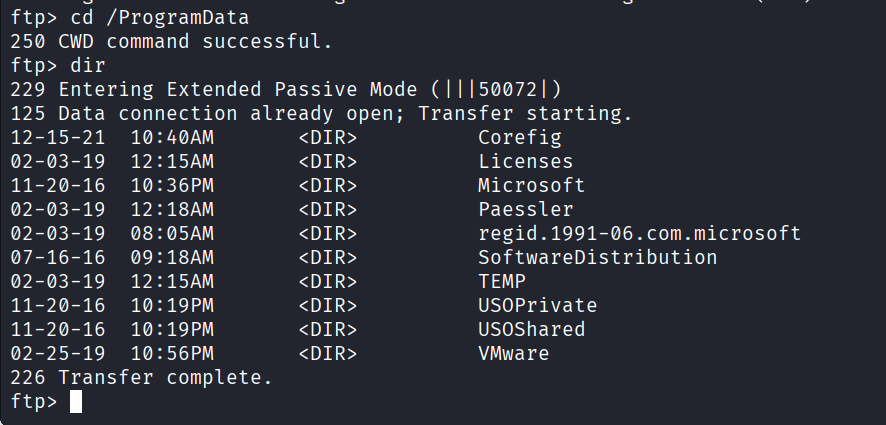 ftp> cd /ProgramData
250 CWD command successful.
ftp> dir
229 Entering Extended Passive Mode (|||50072|)
125 Data connection already open; Transfer starting.
12-15-21  10:40AM       <DIR>          Corefig
02-03-19  12:15AM       <DIR>          Licenses
11-20-16  10:36PM       <DIR>          Microsoft
02-03-19  12:18AM       <DIR>          Paessler
02-03-19  08:05AM       <DIR>          regid.1991-06.com.microsoft
07-16-16  09:18AM       <DIR>          SoftwareDistribution
02-03-19  12:15AM       <DIR>          TEMP
11-20-16  10:19PM       <DIR>          USOPrivate
11-20-16  10:19PM       <DIR>          USOShared
02-25-19  10:56PM       <DIR>          VMware
226 Transfer complete.
ftp>